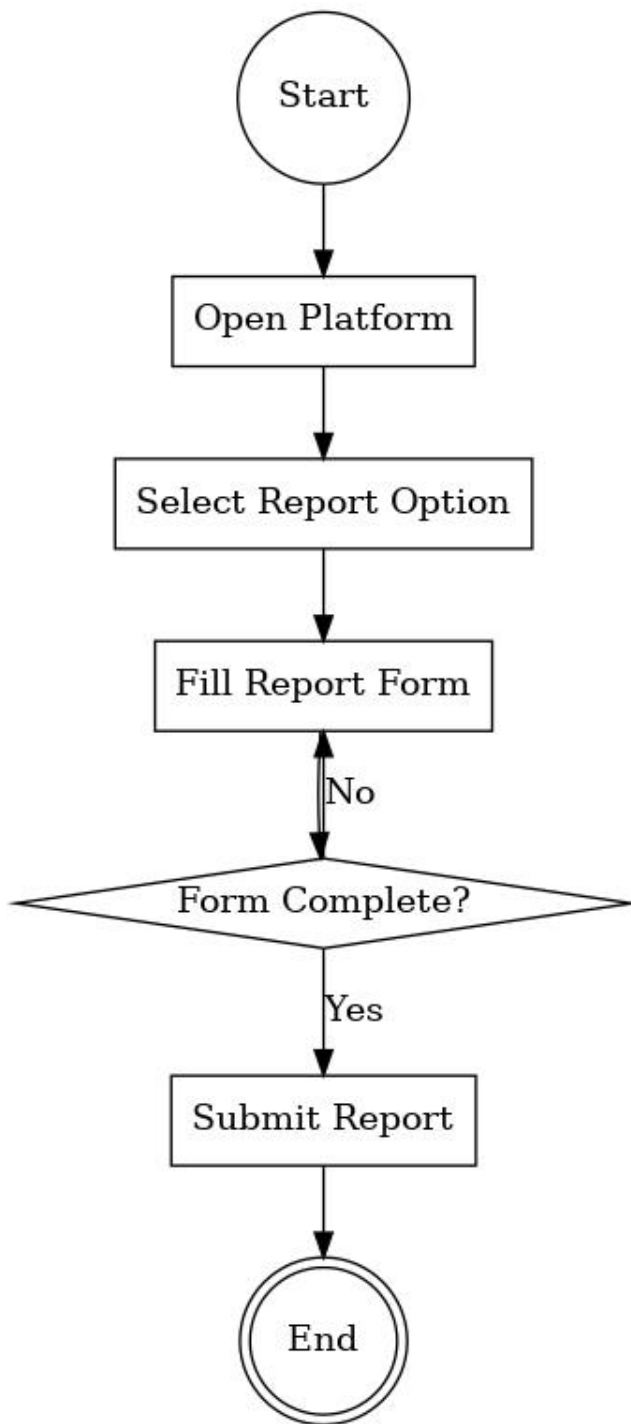 Start
Open Platform
Select Report Option
Fill Report Form
No
Form Complete?
Yes
Submit Report
End